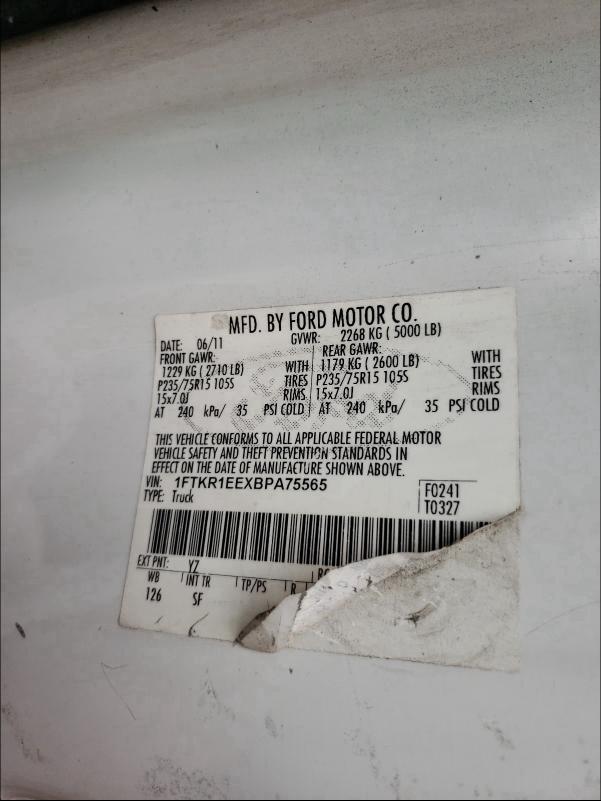 MFD. BY FORD MOTOR CO.
DATE: 06/11 GVWR: 2268 KG ( 5000 LB)
FRONT GAWR: REAR GAWR:
1229 KG ( 2710 LB) WITH 1179 KG ( 2600 LB) WITH
P235/75R15 105S TIRES P235/75R15 105S TIRES
15x7.0J RIMS 15x7.0J RIMS
AT 240 kPa/ 35 PSI COLD AT 240 kPa/ 35 PSI COLD
THIS VEHICLE CONFORMS TO ALL APPLICABLE FEDERAL MOTOR
VEHICLE SAFETY AND THEFT PREVENTION STANDARDS IN
EFFECT ON THE DATE OF MANUFACTURE SHOWN ABOVE.
VIN: 1FTKR1EEXBPA75565 F0241
TYPE: Truck T0327
EXT PNT: YZ
WB INT TR TP/PS R
126 SF